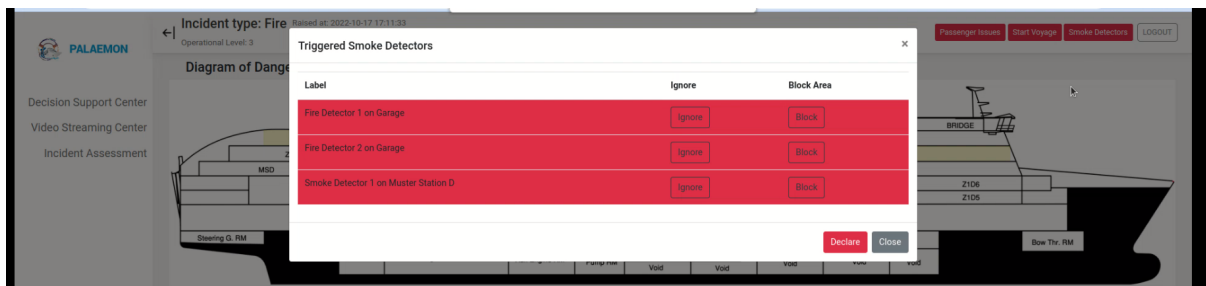 Incident type: Fire Raised at: 2022-10-17 17:11:33
Operational Level: 3
PALAEMON
Passenger Issues
Start Voyage
Smoke Detectors
LOGOUT
Diagram of Dange
Decision Support Center
Video Streaming Center
Incident Assessment
Triggered Smoke Detectors
×
Label Ignore Block Area
Fire Detector 1 on Garage Ignore Block
Fire Detector 2 on Garage Ignore Block
Smoke Detector 1 on Muster Station D Ignore Block
Declare Close
BRIDGE
Z
MSD
Z1D6
Z1D5
Steering G. RM
Bow Thr. RM
Pump RM
Void
Void
Void
Void
Void